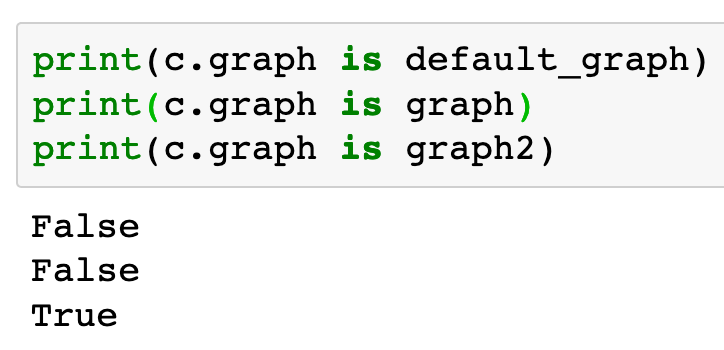 print(c.graph is default_graph)
print(c.graph is graph)
print(c.graph is graph2)
False
False
True